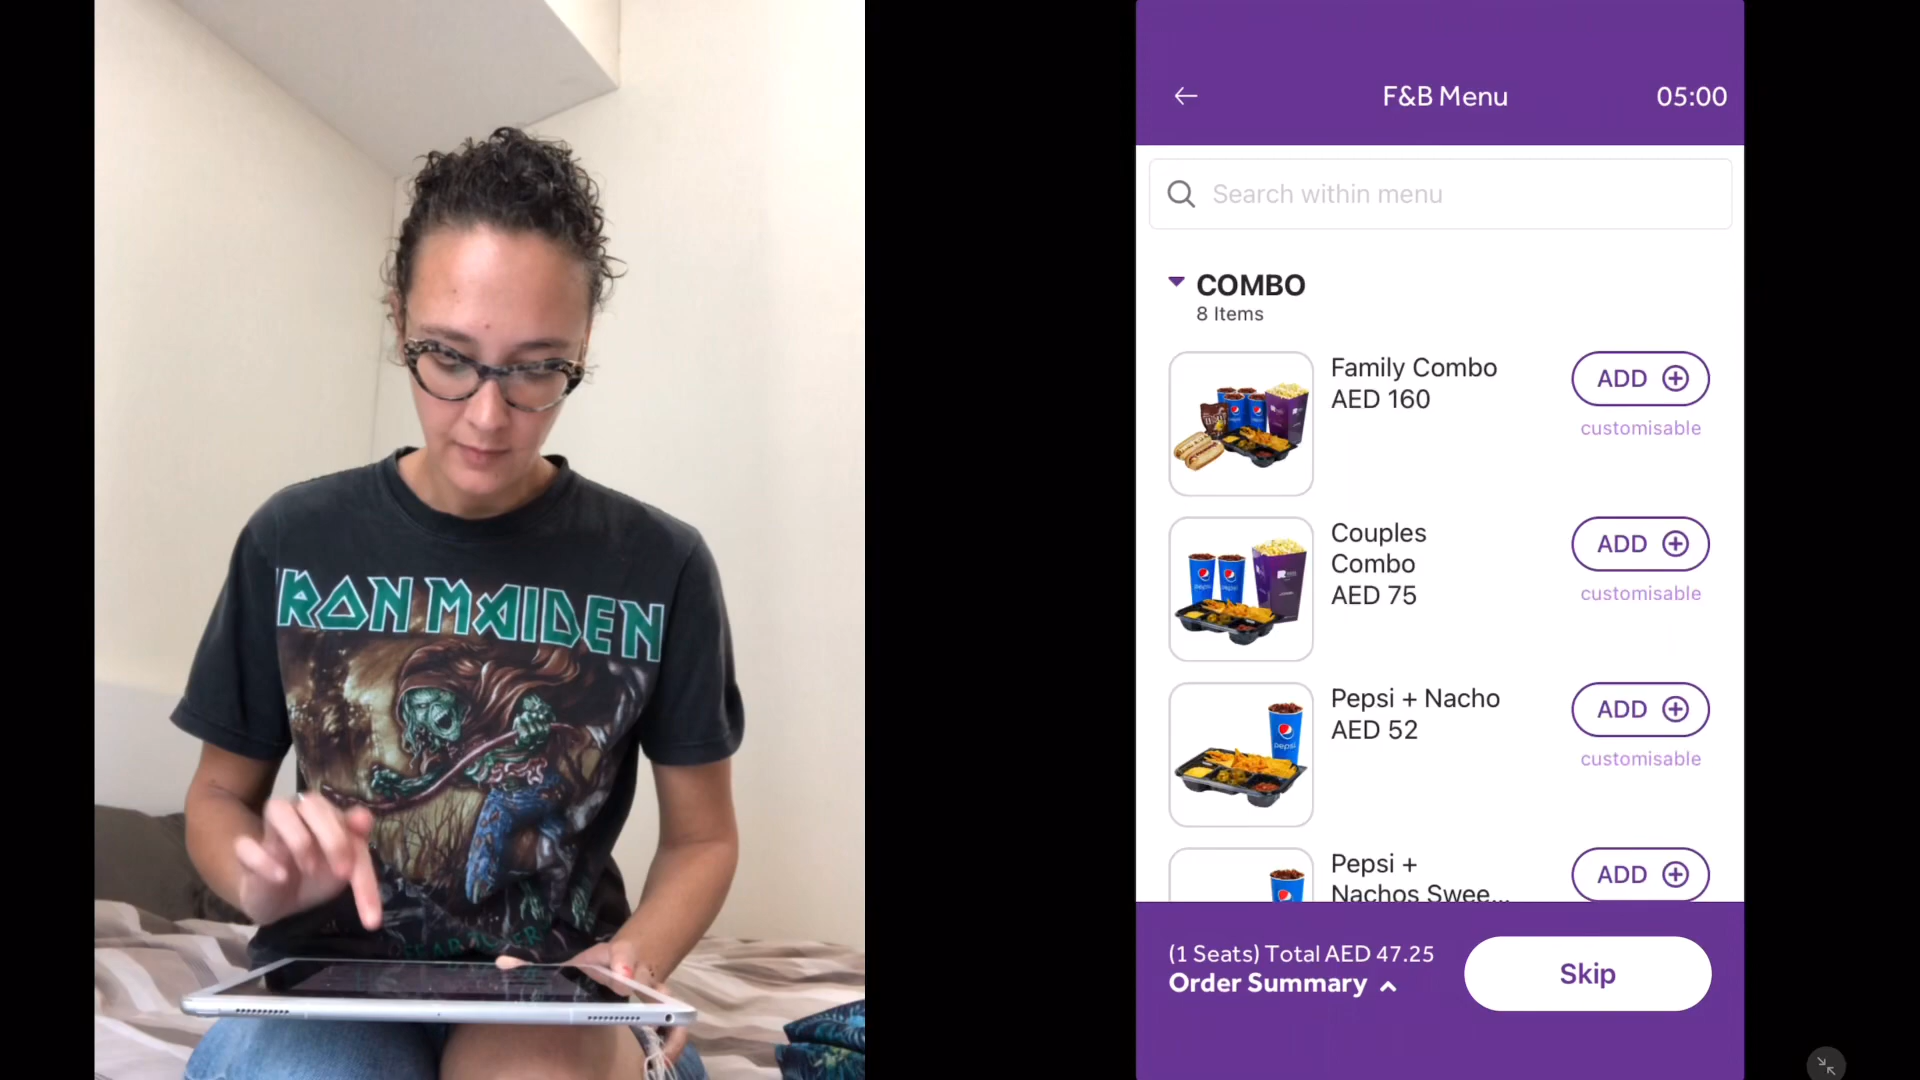 IRON MAIDEN
F&B Menu
05:00
Search within menu
COMBO
8 Items
Family Combo
AED 160
ADD
customisable
Couples
Combo
AED 75
ADD
customisable
pepsi
Pepsi + Nacho
AED 52
ADD
customisable
Pepsi +
Nachos Swee...
ADD
(1 Seats) Total AED 47.25
Order Summary
Skip